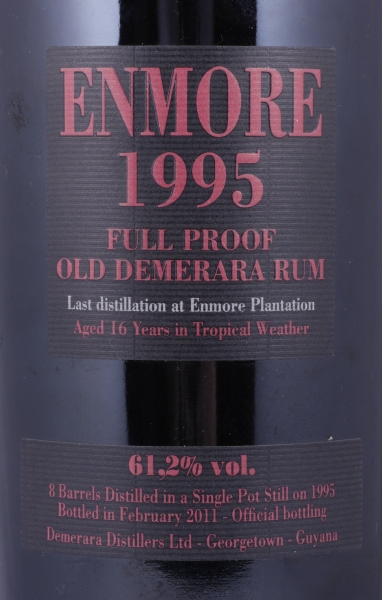 ENMORE
1995
FULL PROOF
OLD DEMERARA RUM
Last distillation at Enmore Plantation
Aged 16 Years in Tropical Weather
61,2% vol.
8 Barrels Distilled in a Single Pot Still on 1995
Bottled in February 2011 - Official bottling
Demerara Distillers Ltd - Georgetown - Guyana